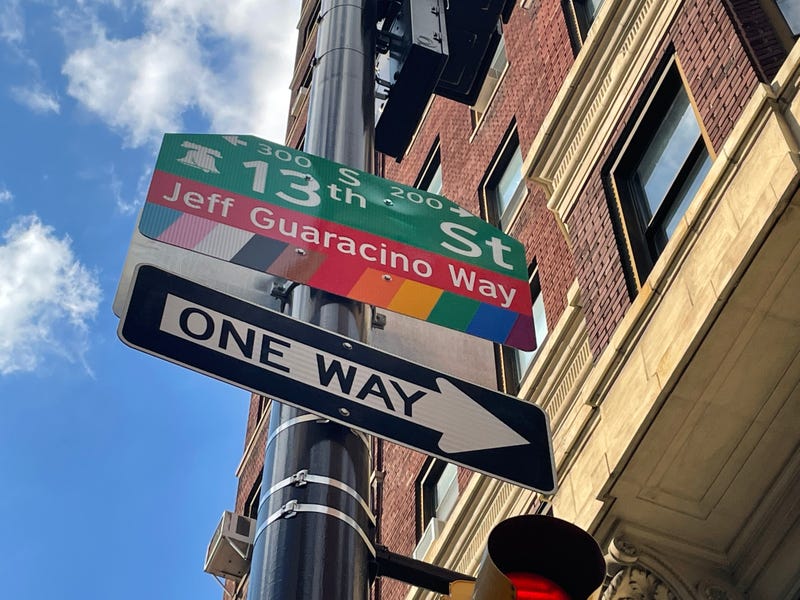 300 S 200
13th St
Jeff Guaracino Way
ONE WAY